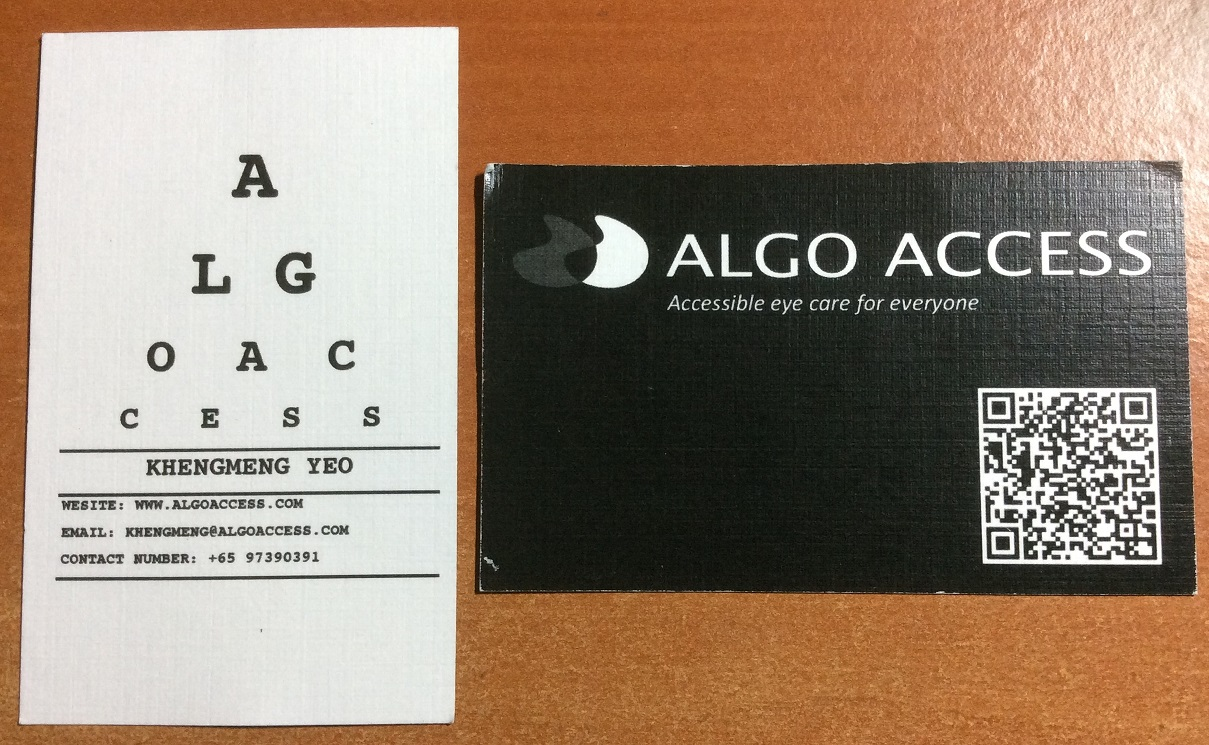 A
L G
O A C
C E S S
KHENGMENG YEO
WESITE: WWW.ALGOACCESS.COM
EMAIL: KHENGMENG@ALGOACCESS.COM
CONTACT NUMBER: +65 97390391
ALGO ACCESS
Accessible eye care for everyone